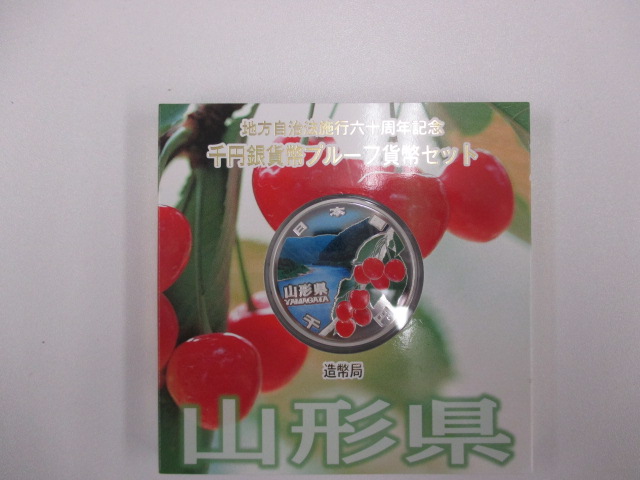 地方自治法施行六十周年記念
千円銀貨幣プルーフ貨幣セット
日本国
山形県
YAMAGATA
千円
造幣局
山形県